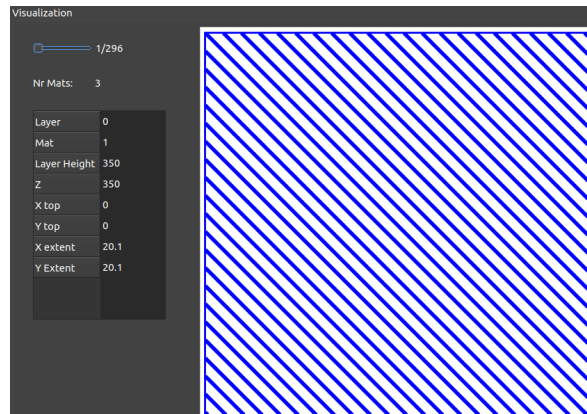 Visualization
1/296
Nr Mats: 3
Layer 0
Mat 1
Layer Height 350
Z 350
X top 0
Y top 0
X extent 20.1
Y Extent 20.1